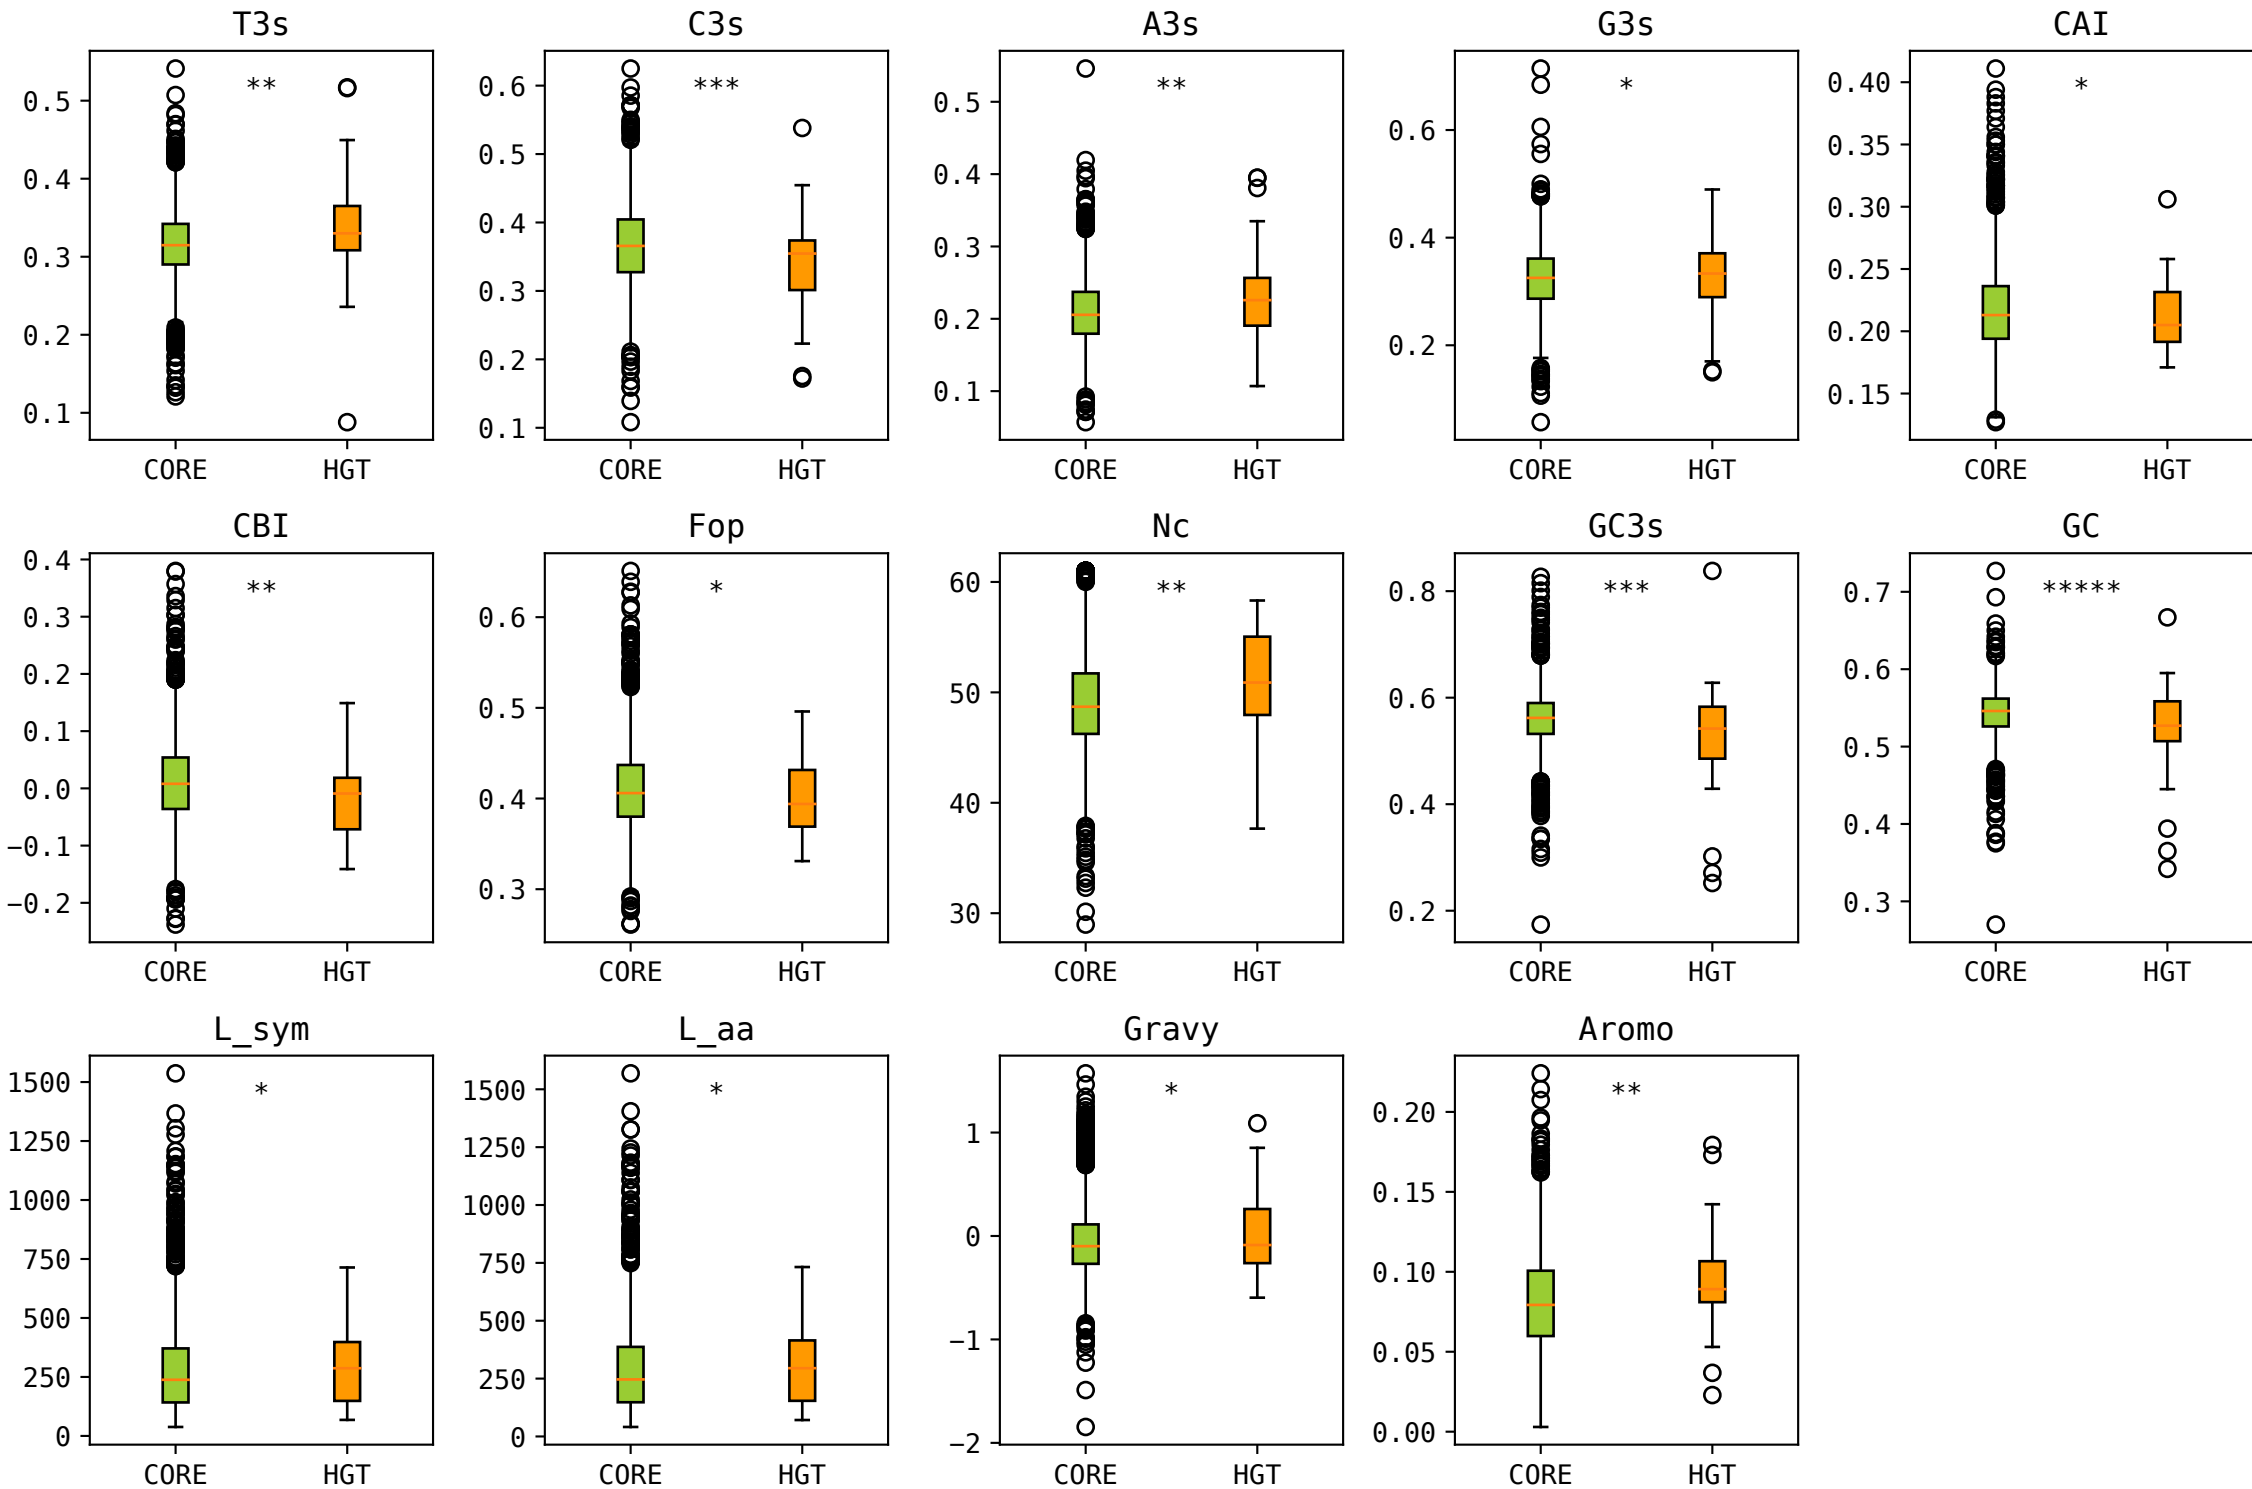 T3s
C3s
A3s
G3s
CAI
0.5
0.4
0.3
0.2
0.1
**
CORE
HGT
0.6
0.5
0.4
0.3
0.2
0.1
***
CORE
HGT
0.5
0.4
0.3
0.2
0.1
**
CORE
HGT
0.6
0.4
0.2
*
CORE
HGT
0.40
0.35
0.30
0.25
0.20
0.15
*
CORE
HGT
CBI
Fop
Nc
GC3s
GC
0.4
0.3
0.2
0.1
0.0
−0.1
−0.2
**
CORE
HGT
0.6
0.5
0.4
0.3
*
CORE
HGT
60
50
40
30
**
CORE
HGT
0.8
0.6
0.4
0.2
***
CORE
HGT
0.7
0.6
0.5
0.4
0.3
*****
CORE
HGT
L_sym
L_aa
Gravy
Aromo
1500
1250
1000
750
500
250
0
*
CORE
HGT
1500
1250
1000
750
500
250
0
*
CORE
HGT
1
0
−1
−2
*
CORE
HGT
0.20
0.15
0.10
0.05
0.00
**
CORE
HGT